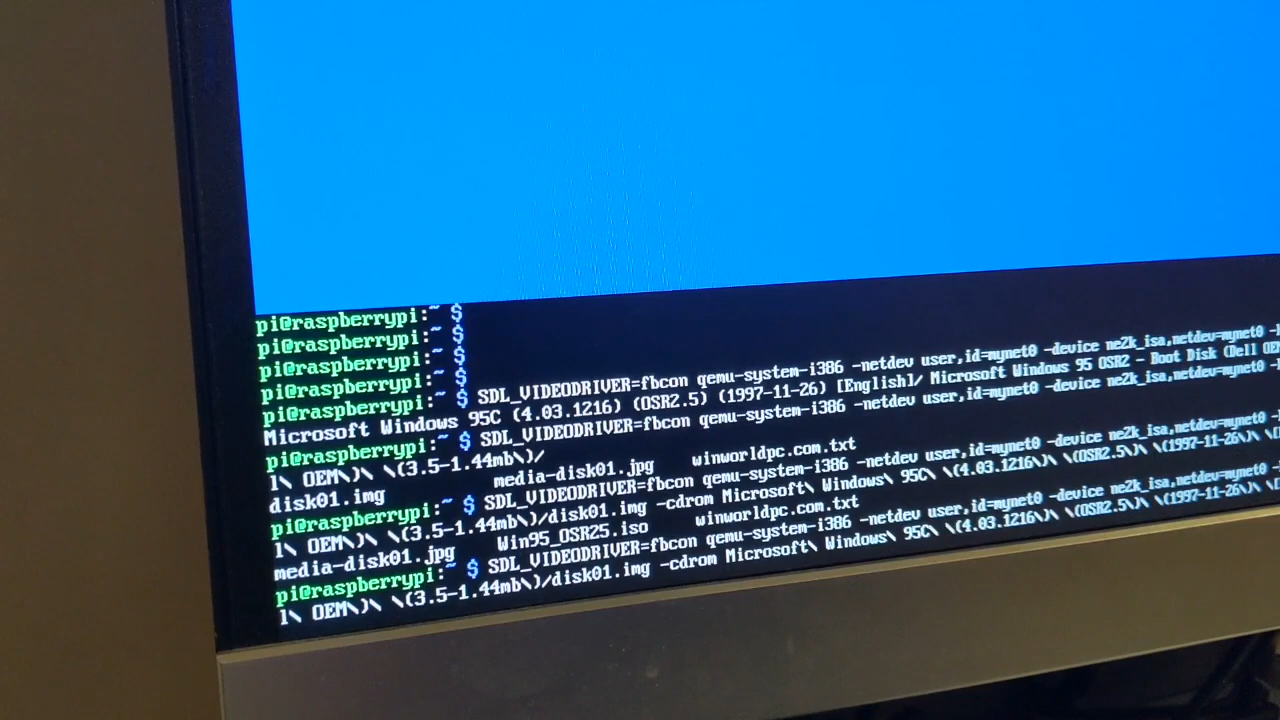 pi@raspberrypi:~ $
pi@raspberrypi:~ $
pi@raspberrypi:~ $
pi@raspberrypi:~ $
pi@raspberrypi:~ $ SDL_VIDEODRIVER=fbcon qemu-system-i386 -netdev user,id=mynet0 -device ne2k_isa,netdev=mynet0
Microsoft Windows 95C (4.03.1216) (OSR2.5) (1997-11-26) [English]/ Microsoft Windows 95 OSR2 - Boot Disk (Dell OEM
pi@raspberrypi:~ $ SDL_VIDEODRIVER=fbcon qemu-system-i386 -netdev user,id=mynet0 -device ne2k_isa,netdev=mynet0
l\ OEM\)\ \(3.5-1.44mb\)/
disk01.img media-disk01.jpg winworldpc.com.txt
pi@raspberrypi:~ $ SDL_VIDEODRIVER=fbcon qemu-system-i386 -netdev user,id=mynet0 -device ne2k_isa,netdev=mynet0
l\ OEM\)\ \(3.5-1.44mb\)/disk01.img -cdrom Microsoft\ Windows\ 95C\ \(4.03.1216\)\ \(OSR2.5\)\ \(1997-11-26\)\ \[
media-disk01.jpg Win95_OSR25.iso winworldpc.com.txt
pi@raspberrypi:~ $ SDL_VIDEODRIVER=fbcon qemu-system-i386 -netdev user,id=mynet0 -device ne2k_isa,netdev=mynet0
l\ OEM\)\ \(3.5-1.44mb\)/disk01.img -cdrom Microsoft\ Windows\ 95C\ \(4.03.1216\)\ \(OSR2.5\)\ \(1997-11-26\)\ \[